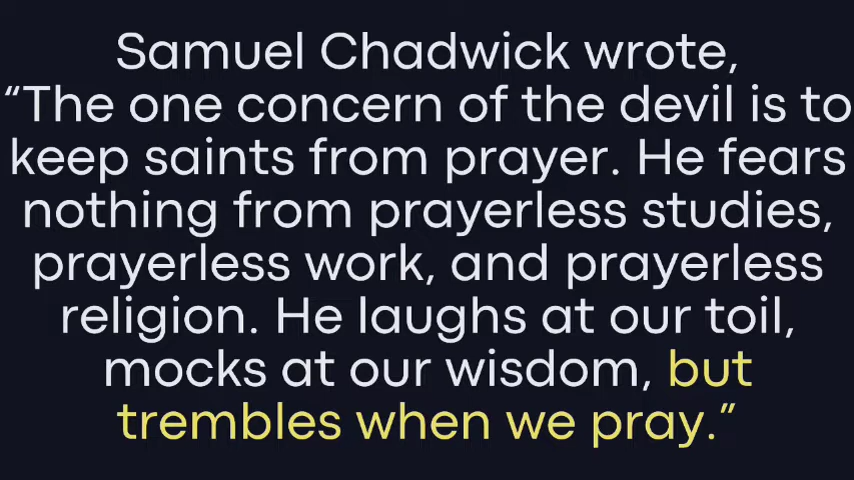 Samuel Chadwick wrote,
“The one concern of the devil is to
keep saints from prayer. He fears
nothing from prayerless studies,
prayerless work, and prayerless
religion. He laughs at our toil,
mocks at our wisdom, but
trembles when we pray.”